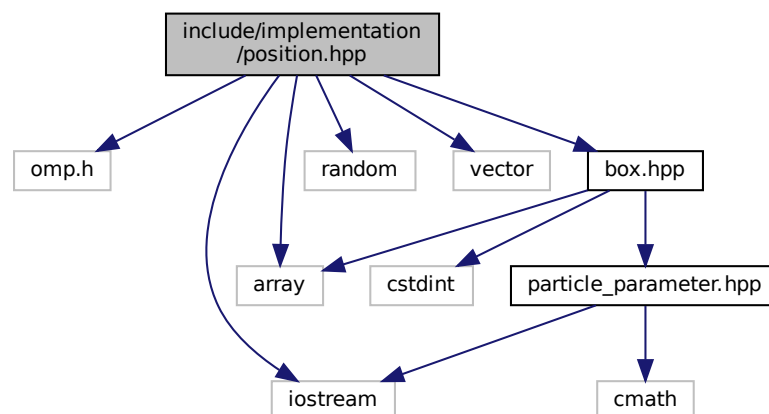 include/implementation
/position.hpp
omp.h
random
vector
box.hpp
array
cstdint
particle_parameter.hpp
iostream
cmath